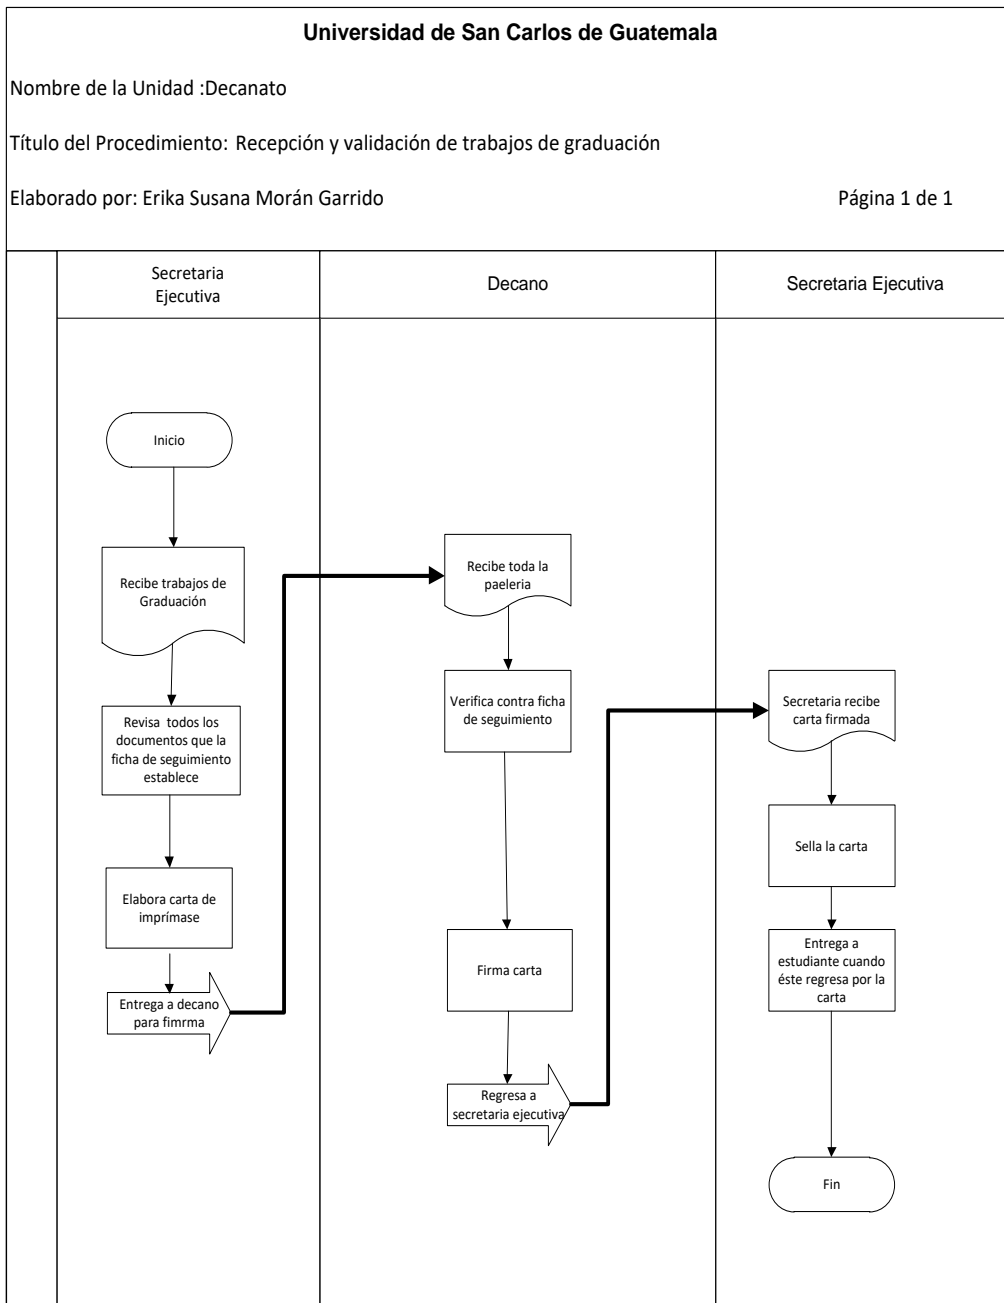 Universidad de San Carlos de Guatemala
Nombre de la Unidad :Decanato
Título del Procedimiento: Recepción y validación de trabajos de graduación
Elaborado por: Erika Susana Morán Garrido
Página 1 de 1
Secretaria
Ejecutiva
Decano
Secretaria Ejecutiva
Inicio
Recibe trabajos de
Graduación
Revisa todos los
documentos que la
ficha de seguimiento
establece
Elabora carta de
imprímase
Entrega a decano
para fimrma
Recibe toda la
paeleria
Verifica contra ficha
de seguimiento
Firma carta
Regresa a
secretaria ejecutiva
Secretaria recibe
carta firmada
Sella la carta
Entrega a
estudiante cuando
éste regresa por la
carta
Fin